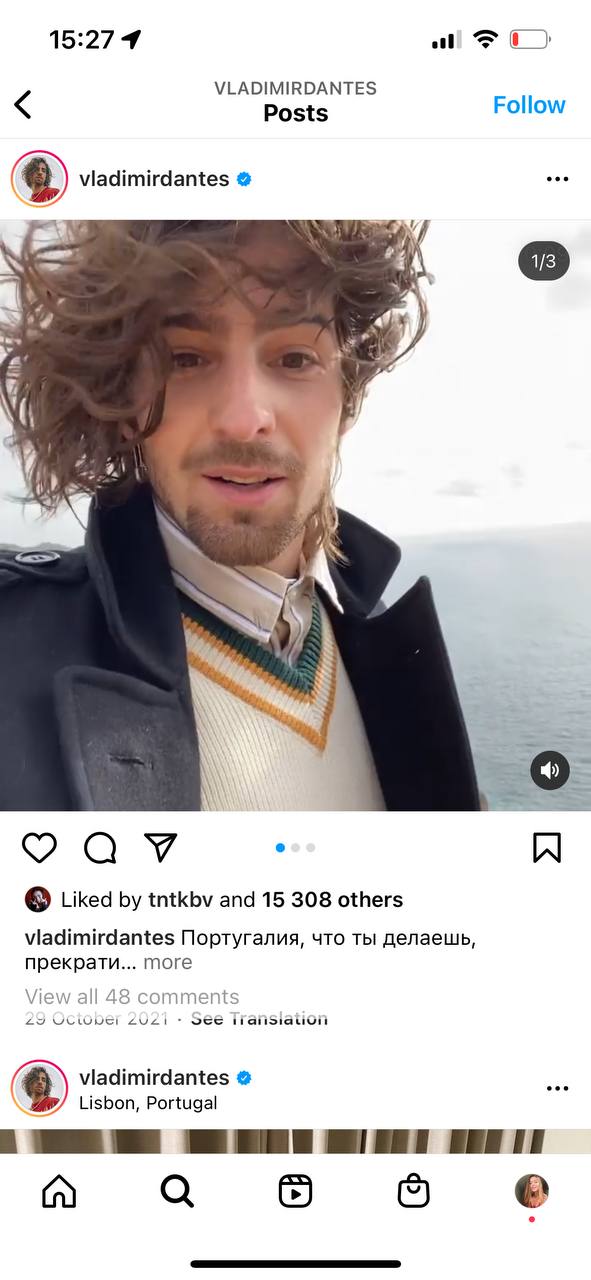 15:27
VLADIMIRDANTES
Posts
Follow
vladimirdantes
1/3
Liked by tntkbv and 15 308 others
vladimirdantes Португалия, что ты делаешь,
прекрати... more
View all 48 comments
29 October 2021 · See Translation
vladimirdantes
Lisbon, Portugal